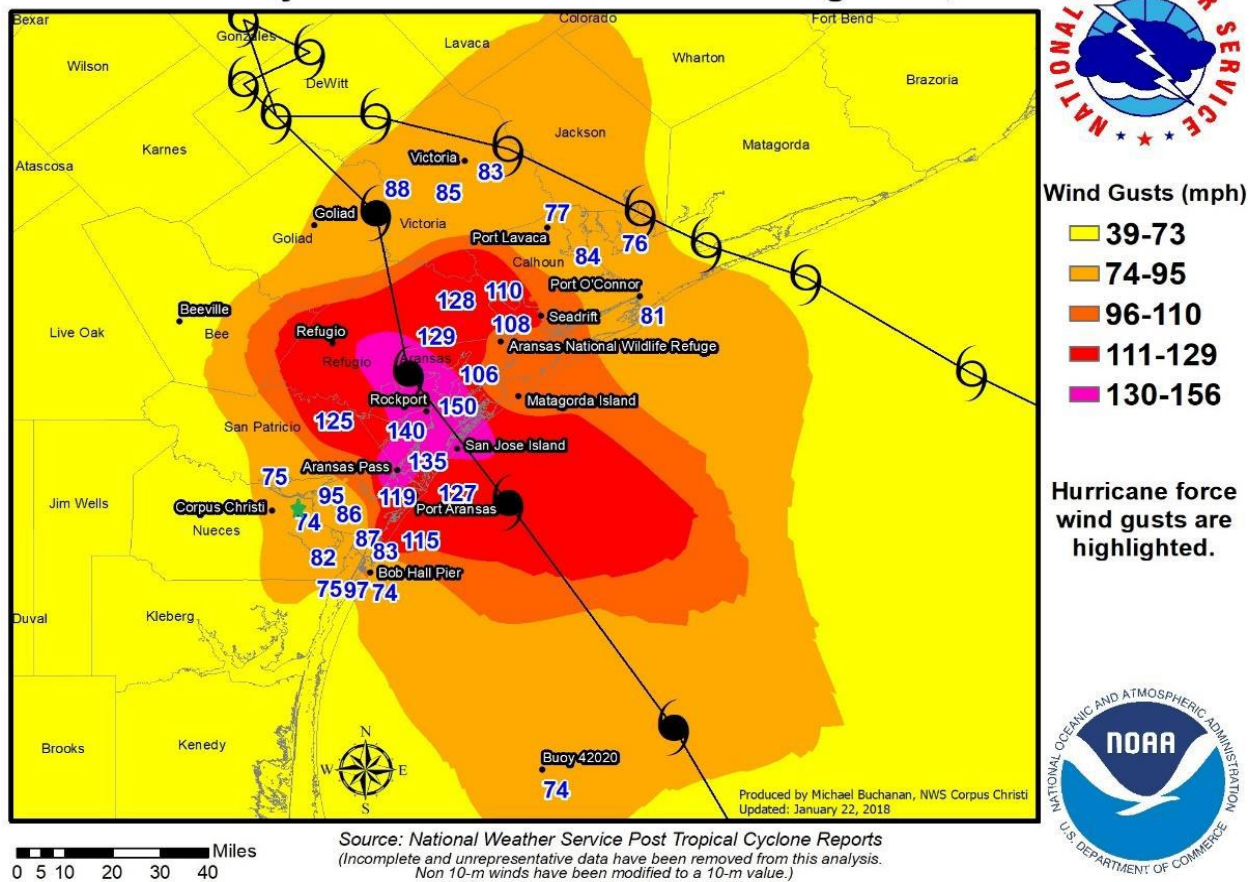 Bexar
Gonzales
Lavaca
Colorado
Fort Bend
Wilson
DeWitt
Wharton
Brazoria
Karnes
Jackson
Matagorda
Atascosa
Victoria
83
88
85
Goliad
Victoria
Goliad
77
Port Lavaca
76
84
Calhoun
Port O'Connor
110
128
Beeville
Seadrift
81
Live Oak
Bee
Refugio
108
129
Aransas National Wildlife Refuge
Refugio
Aransas
106
Rockport
Matagorda Island
150
San Patricio
125
140
San Jose Island
Aransas Pass
135
75
95
119
127
Jim Wells
Corpus Christi
Port Aransas
74
86
Nueces
87
115
82
83
Bob Hall Pier
75
97
74
Duval
Kleberg
Brooks
Kenedy
N
W
E
S
Buoy 42020
74
Produced by Michael Buchanan, NWS Corpus Christi
Updated: January 22, 2018
Wind Gusts (mph)
39-73
74-95
96-110
111-129
130-156
Hurricane force
wind gusts are
highlighted.
NOAA
NATIONAL OCEANIC AND ATMOSPHERIC ADMINISTRATION
U.S. DEPARTMENT OF COMMERCE
NATIONAL
SERVICE
Miles
0 5 10 20 30 40
Source: National Weather Service Post Tropical Cyclone Reports
(Incomplete and unrepresentative data have been removed from this analysis.
Non 10-m winds have been modified to a 10-m value.)